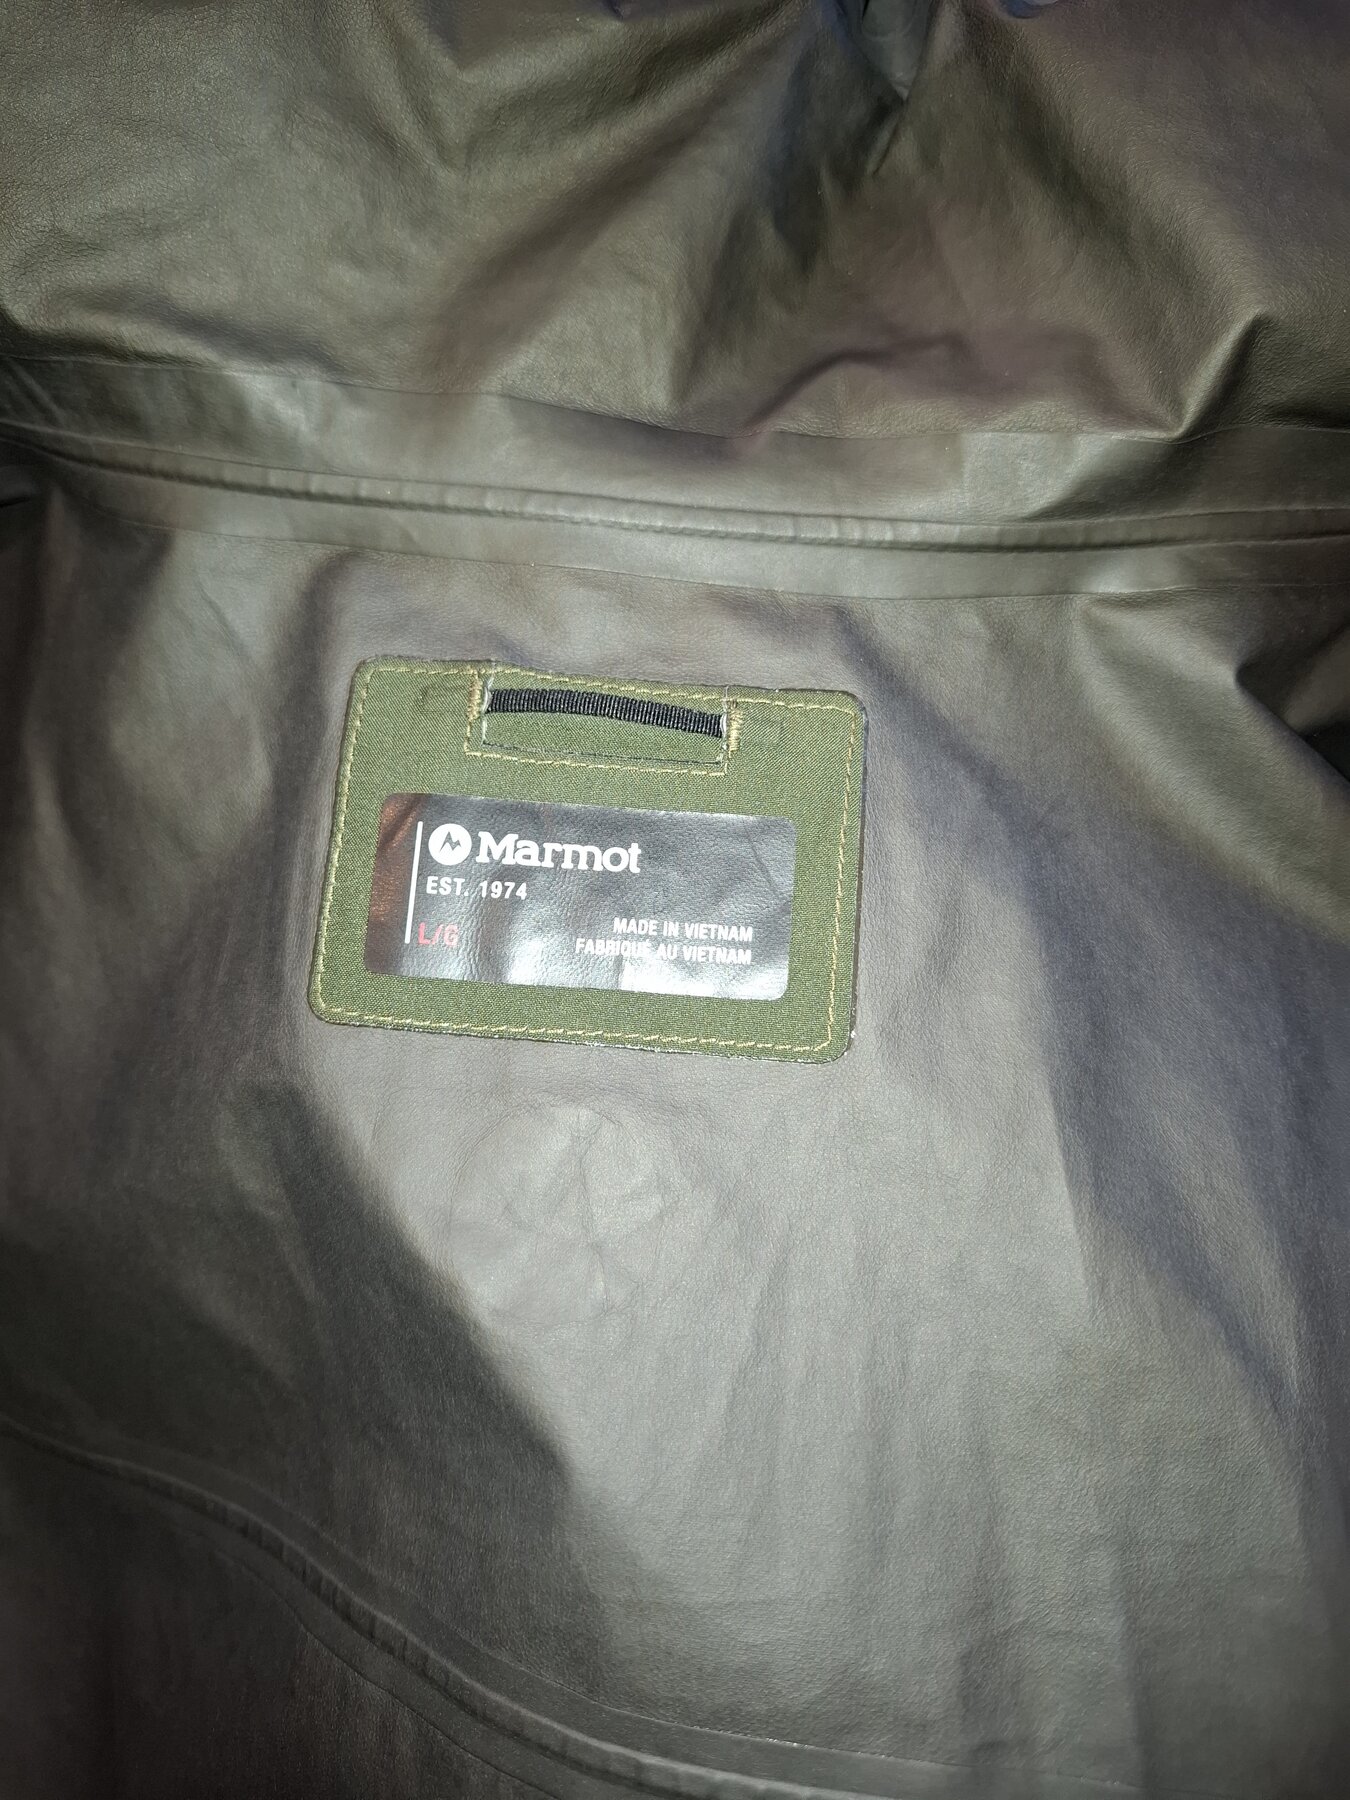 Marmot
EST. 1974
L/G
MADE IN VIETNAM
FABRIQUÉ AU VIETNAM